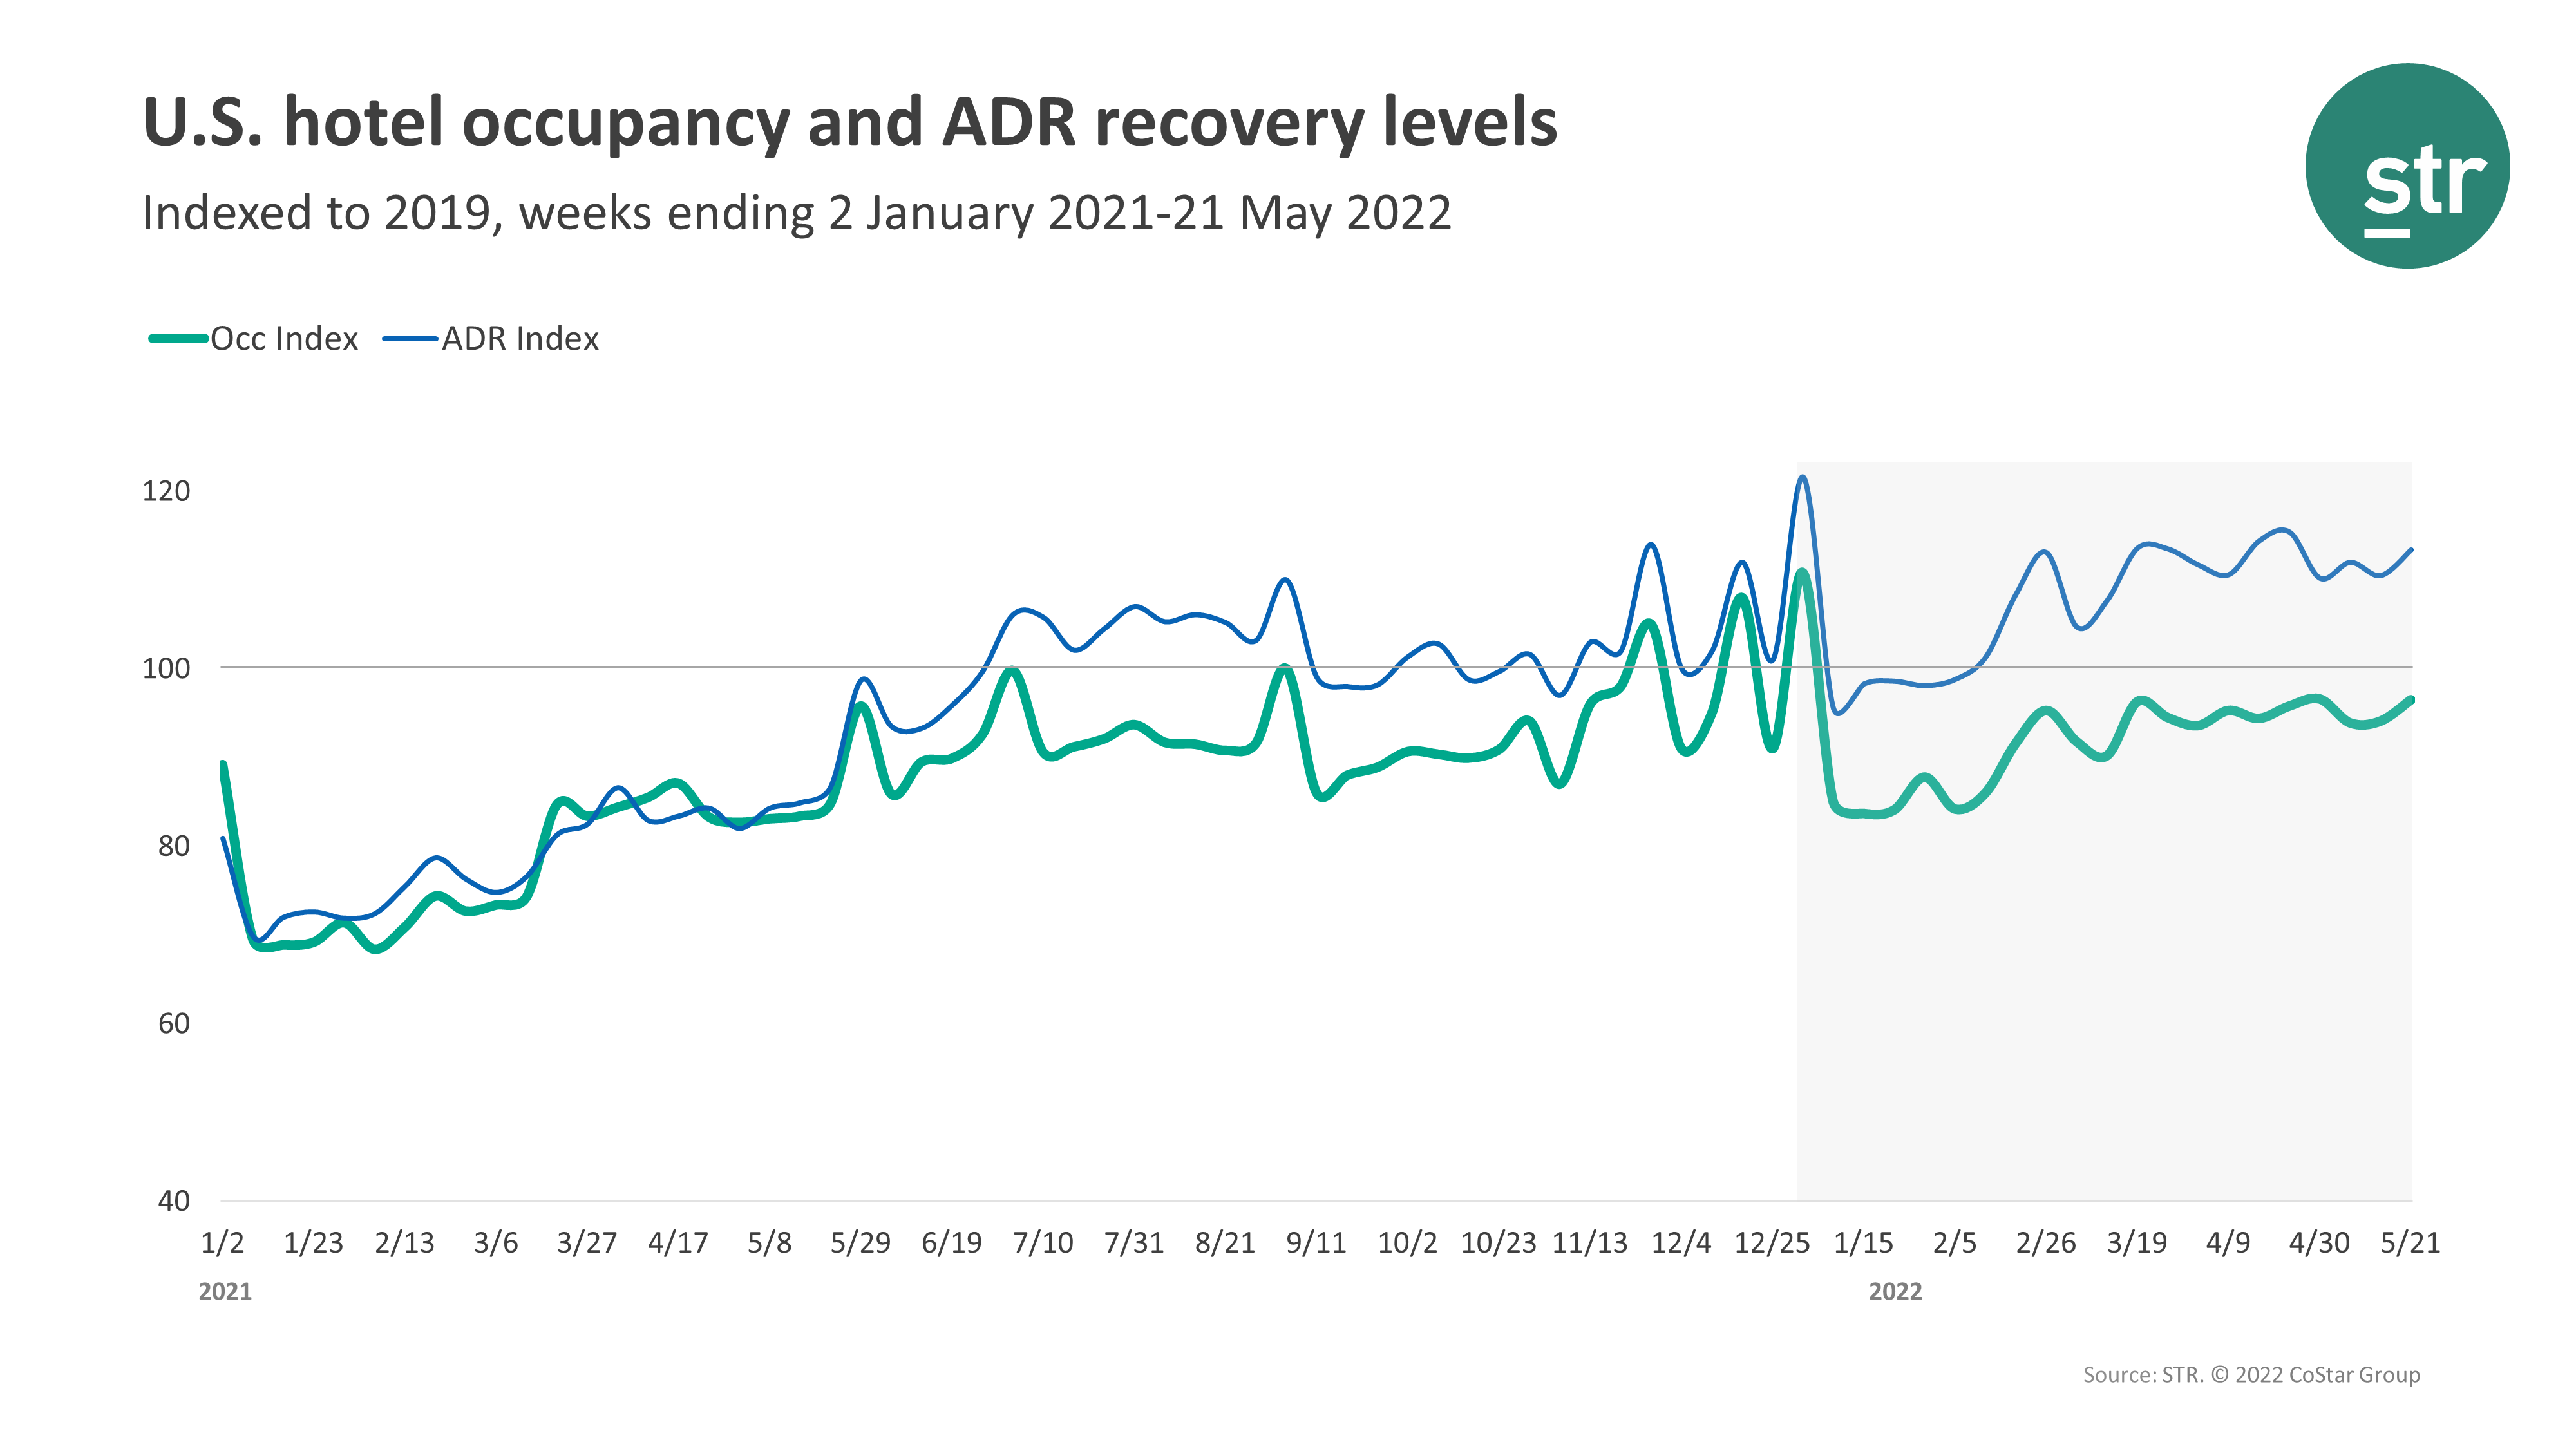 U.S. hotel occupancy and ADR recovery levels
Indexed to 2019, weeks ending 2 January 2021-21 May 2022
str
Occ Index ADR Index
120
100
80
60
40
1/2 1/23 2/13 3/6 3/27 4/17 5/8 5/29 6/19 7/10 7/31 8/21 9/11 10/2 10/23 11/13 12/4 12/25 1/15 2/5 2/26 3/19 4/9 4/30 5/21
2021 2022
Source: STR. © 2022 CoStar Group